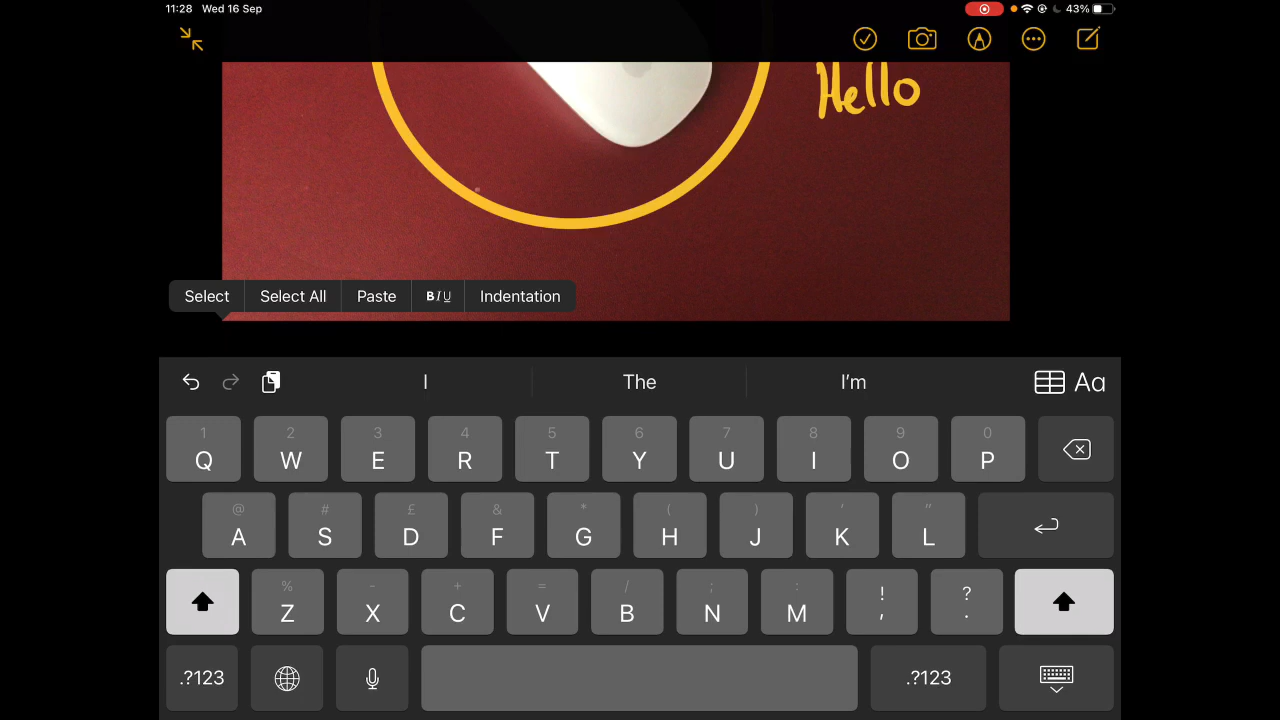 11:28 Wed 16 Sep 43%
Hello
Select Select All Paste BIU Indentation
I The I'm Aa
1 2 3 4 5 6 7 8 9 0
Q W E R T Y U I O P
@ # £ & * ( ) ' "
A S D F G H J K L
% - + = / ; : ! ?
Z X C V B N M , .
.?123 .?123